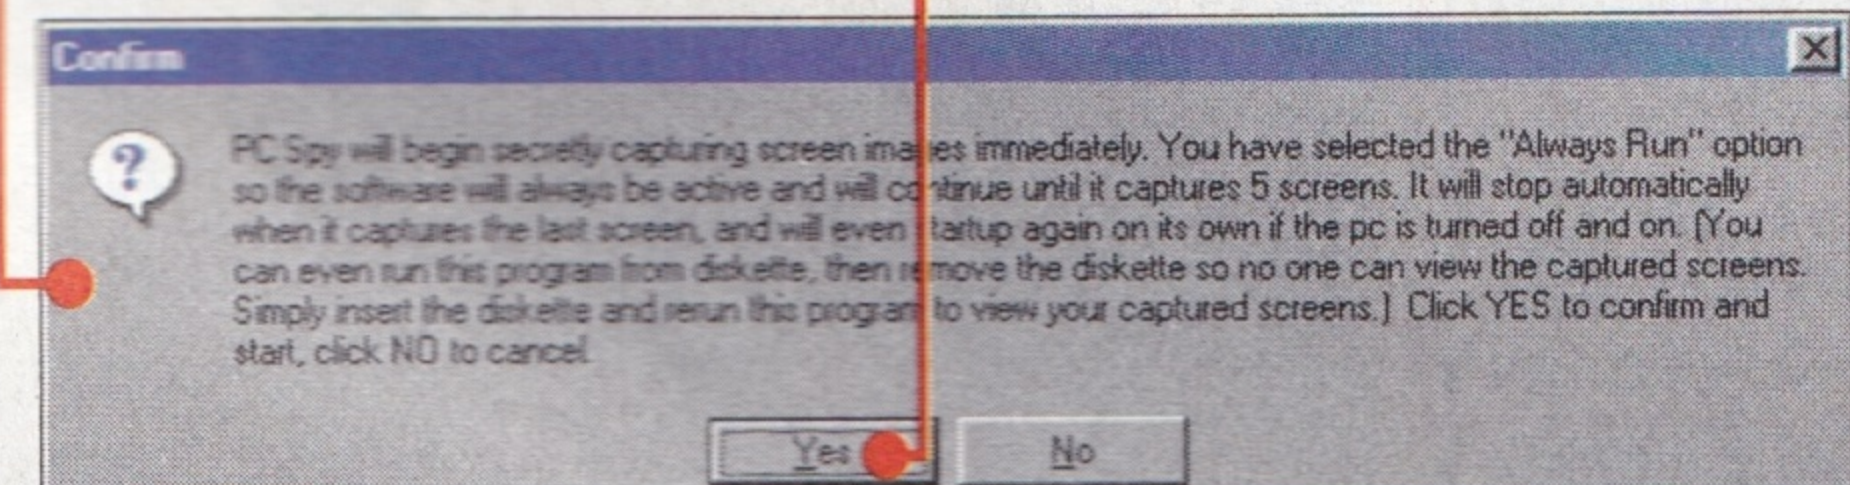 Confirm
PC Spy will begin secretly capturing screen images immediately. You have selected the "Always Run" option
so the software will always be active and will continue until it captures 5 screens. It will stop automatically
when it captures the last screen, and will even startup again on its own if the pc is turned off and on. (You
can even run this program from diskette, then remove the diskette so no one can view the captured screens.
Simply insert the diskette and rerun this program to view your captured screens.) Click YES to confirm and
start, click NO to cancel.
Yes No